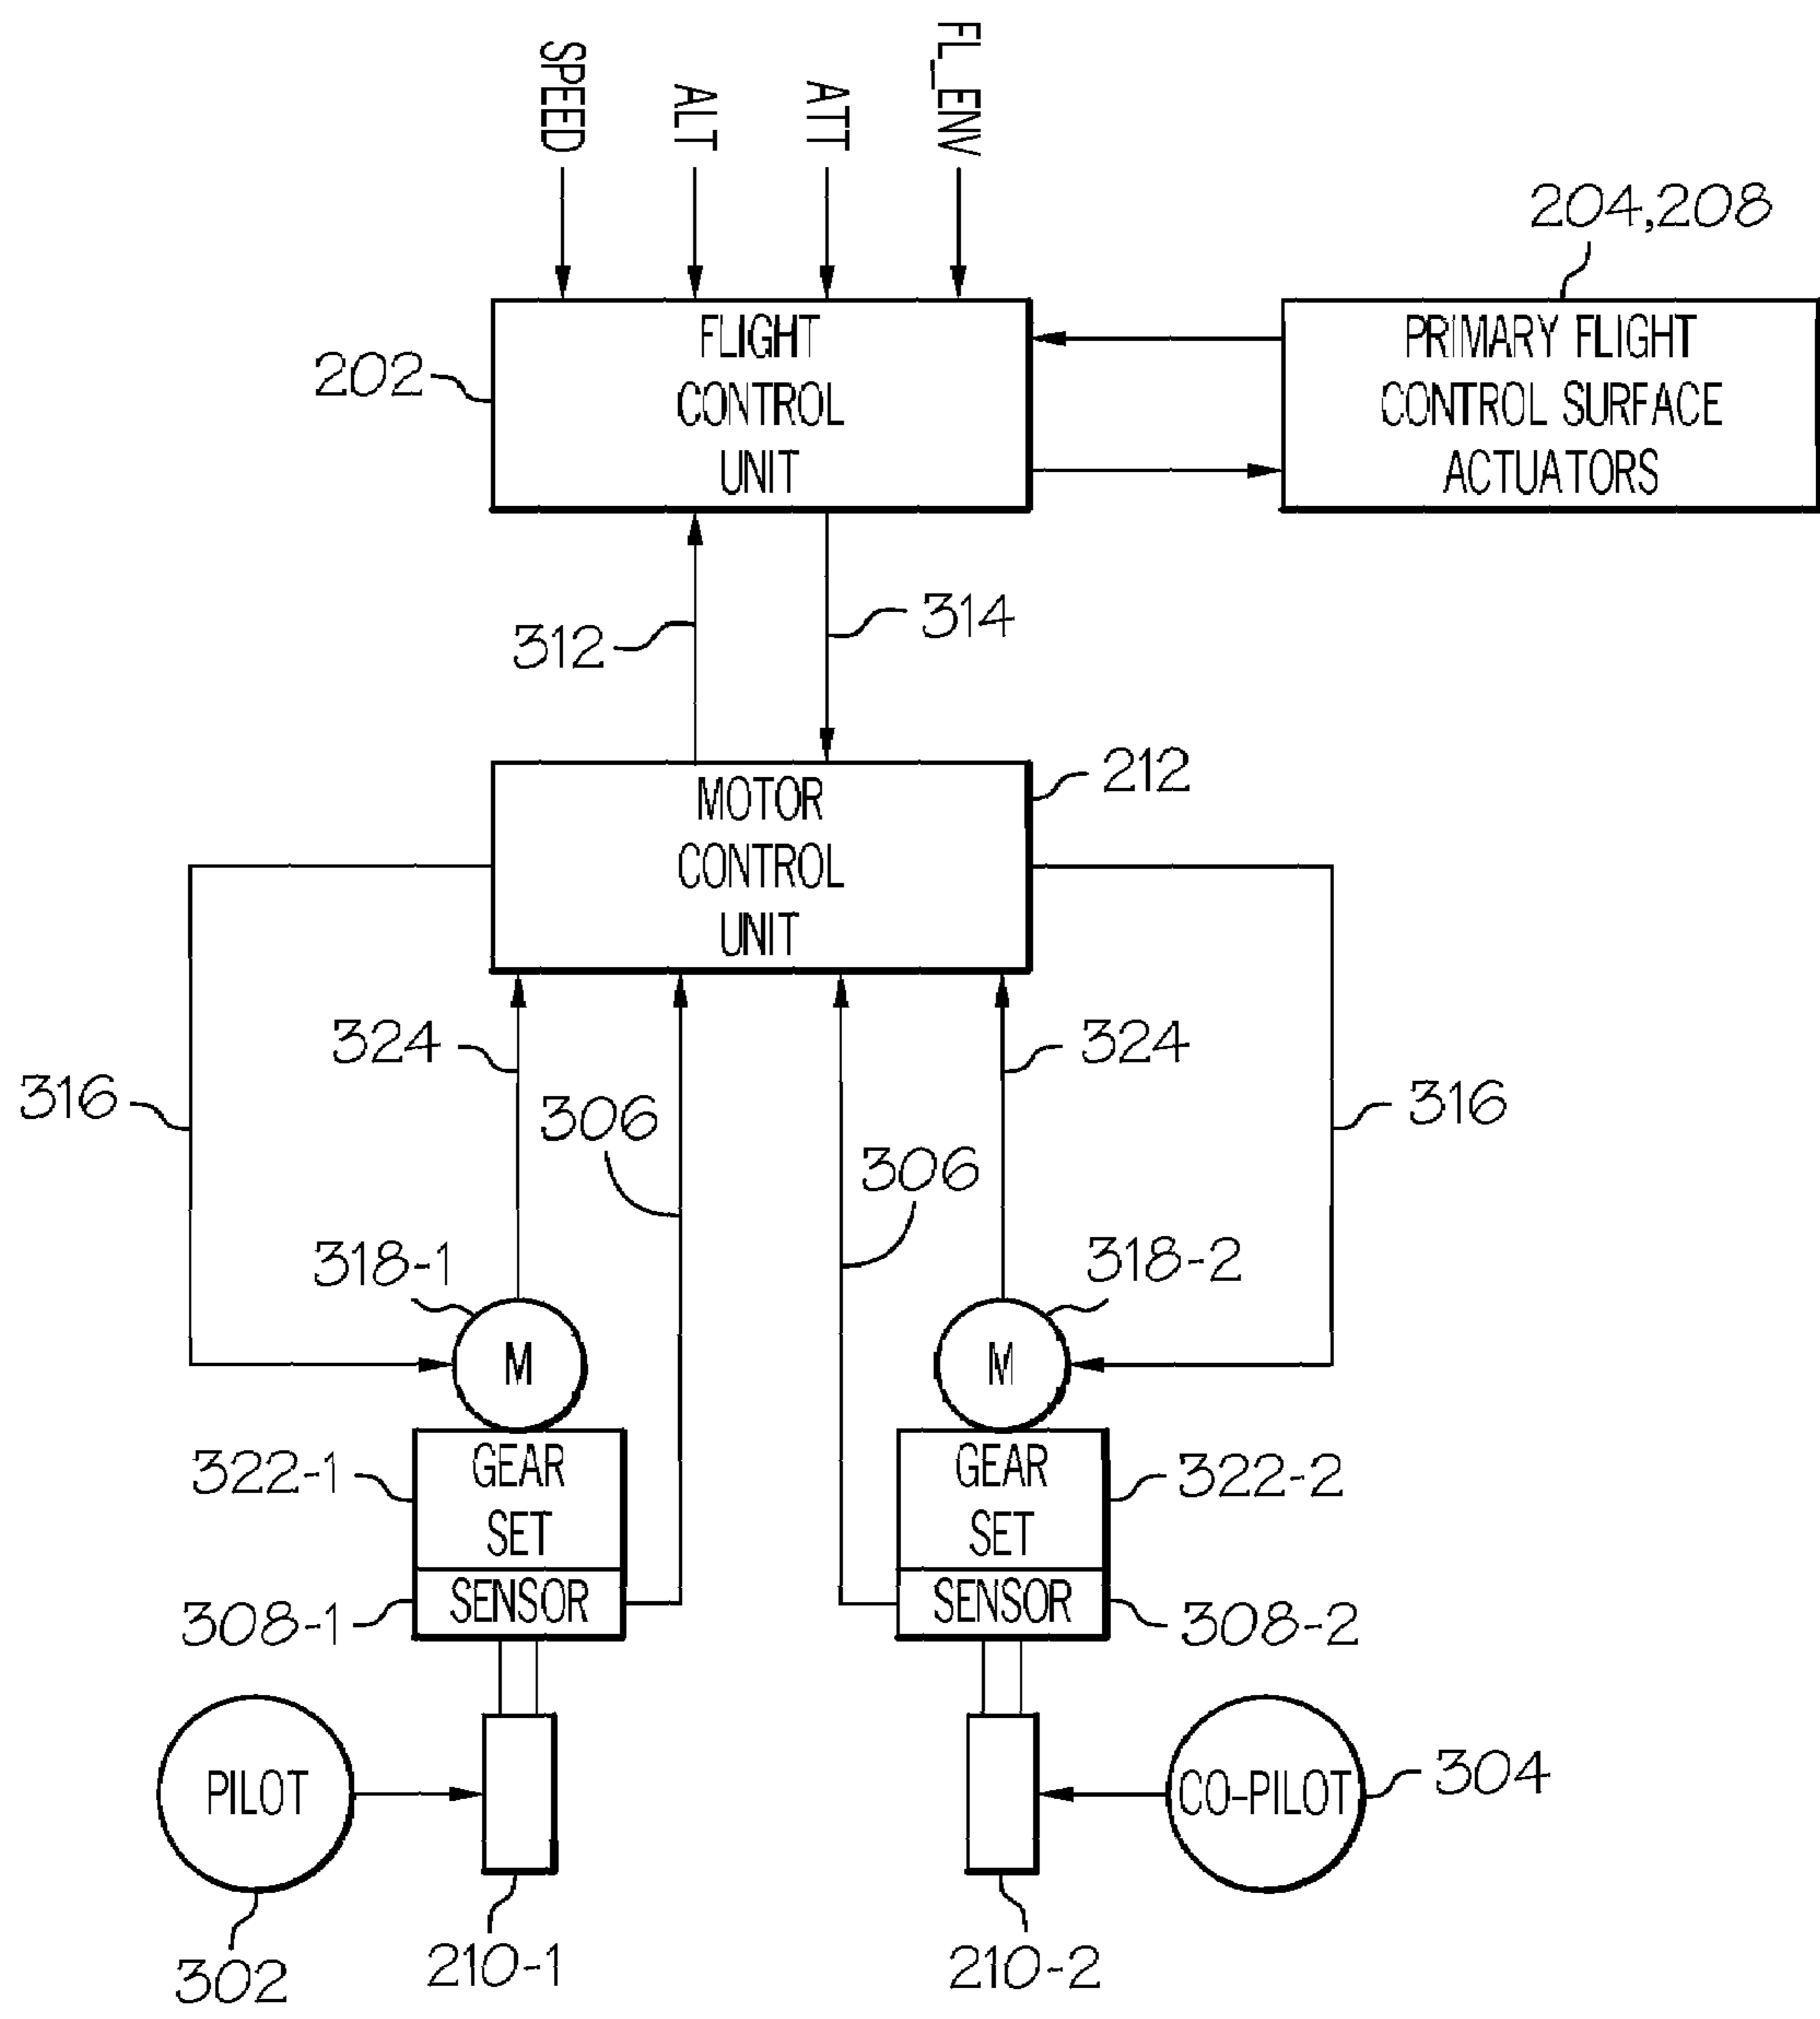 SPEED
ALT
ATT
FL_ENV
204,208
202
FLIGHT
CONTROL
UNIT
PRIMARY FLIGHT
CONTROL SURFACE
ACTUATORS
312
314
212
MOTOR
CONTROL
UNIT
324
324
316
306
316
306
318-1
318-2
M
M
322-1
GEAR
SET
GEAR
SET
322-2
308-1
SENSOR
SENSOR
308-2
PILOT
CO-PILOT
304
302
210-1
210-2